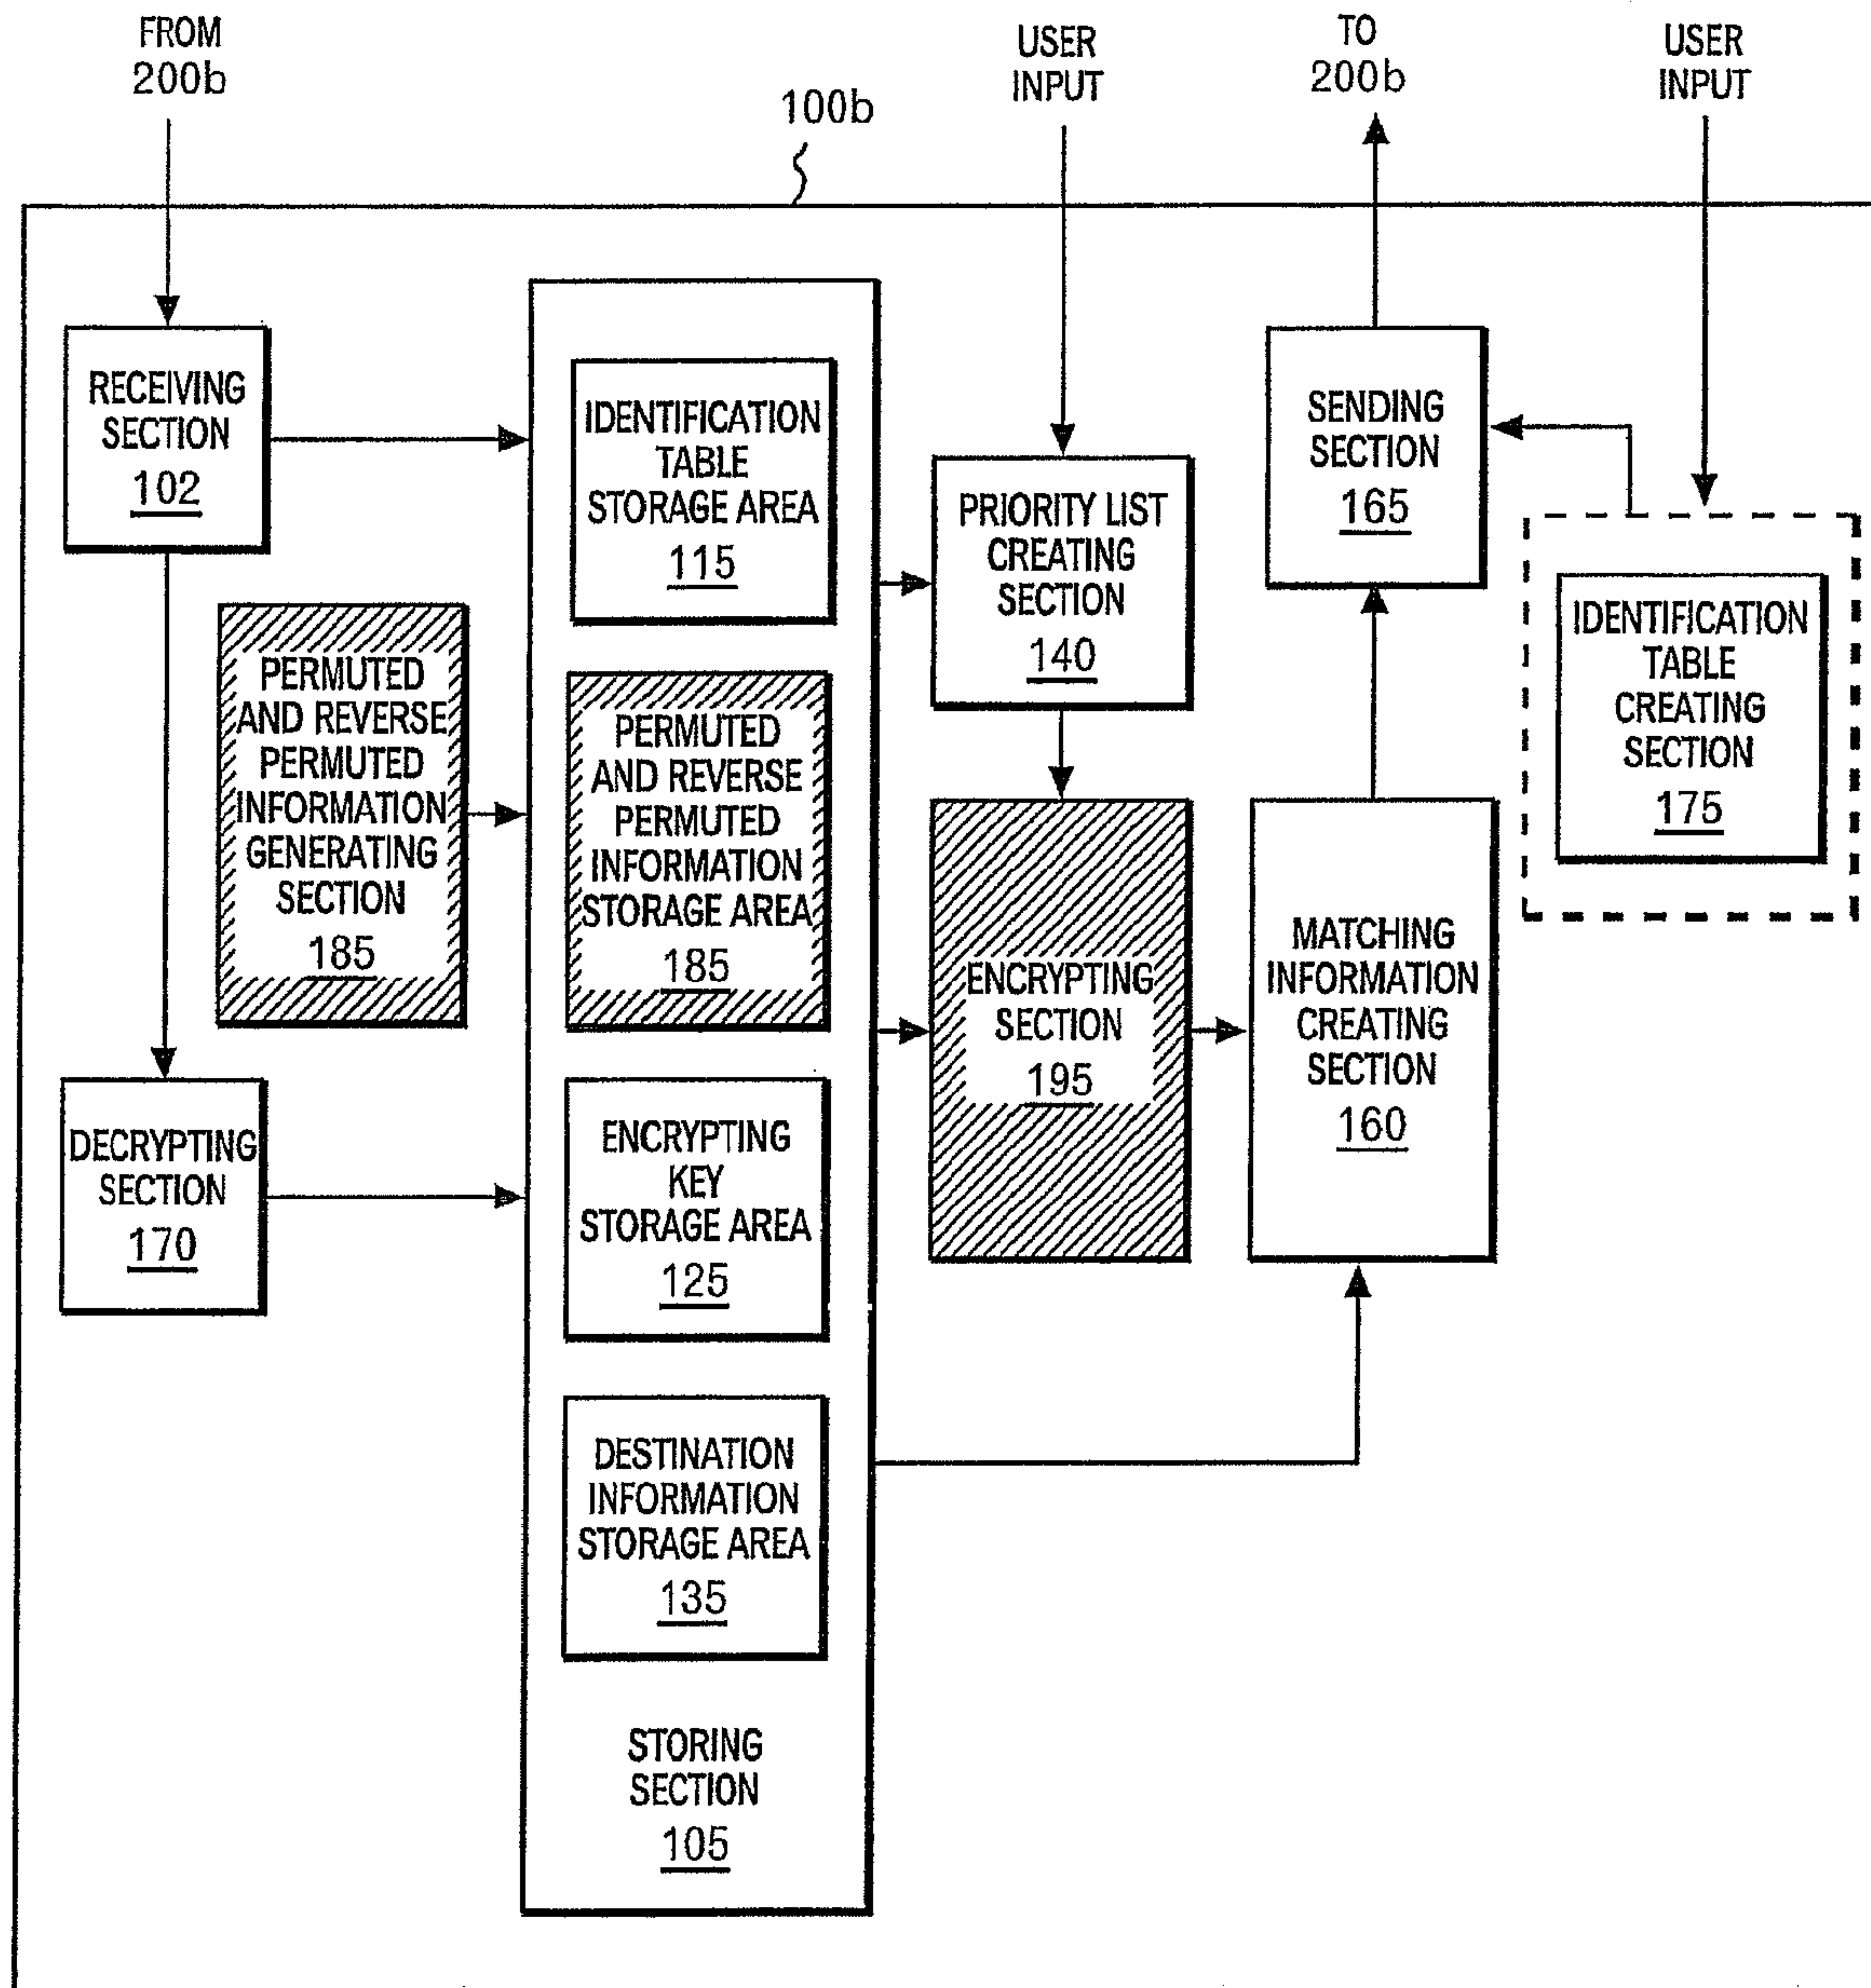 FROM
200b
100b
USER
INPUT
TO
200b
USER
INPUT
RECEIVING
SECTION
102
PERMUTED
AND REVERSE
PERMUTED
INFORMATION
GENERATING
SECTION
185
DECRYPTING
SECTION
170
IDENTIFICATION
TABLE
STORAGE AREA
115
PERMUTED
AND REVERSE
PERMUTED
INFORMATION
STORAGE AREA
185
ENCRYPTING
KEY
STORAGE AREA
125
DESTINATION
INFORMATION
STORAGE AREA
135
STORING
SECTION
105
PRIORITY LIST
CREATING
SECTION
140
ENCRYPTING
SECTION
195
SENDING
SECTION
165
MATCHING
INFORMATION
CREATING
SECTION
160
IDENTIFICATION
TABLE
CREATING
SECTION
175